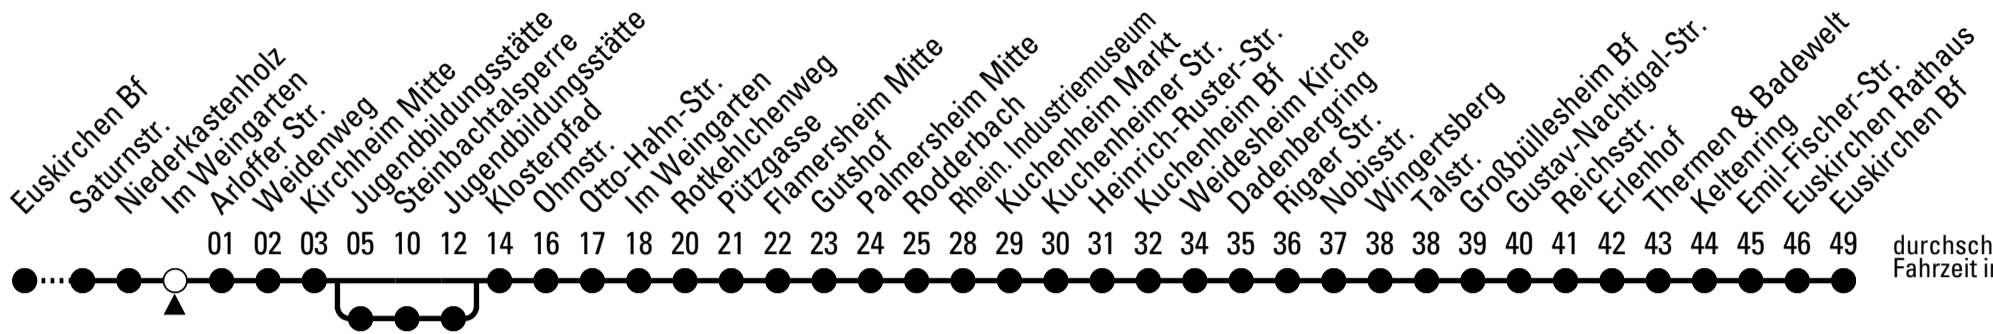 Euskirchen Bf
Saturnstr.
Niederkastenholz
Im Weingarten
Arloffer Str.
Weidenweg
Kirchheim Mitte
Jugendbildungsstätte
Steinbachtalsperre
Jugendbildungsstätte
Klosterpfad
Ohmstr.
Otto-Hahn-Str.
Im Weingarten
Rotkehlchenweg
Pützgasse
Flamersheim Mitte
Gutshof
Palmersheim Mitte
Rodderbach
Rhein. Industriemuseum
Kuchenheim Markt
Kuchenheimer Str.
Heinrich-Ruster-Str.
Kuchenheim Bf
Weidesheim Kirche
Dadenbergring
Rigaer Str.
Nobisstr.
Wingertsberg
Talstr.
Großbüllesheim Bf
Gustav-Nachtigal-Str.
Reichsstr.
Erlenhof
Thermen & Badewelt
Keltenring
Emil-Fischer-Str.
Euskirchen Rathaus
Euskirchen Bf
01 02 03 05 10 12 14 16 17 18 20 21 22 23 24 25 28 29 30 31 32 34 35 36 37 38 38 39 40 41 42 43 44 45 46 49
durchsch
Fahrzeit i